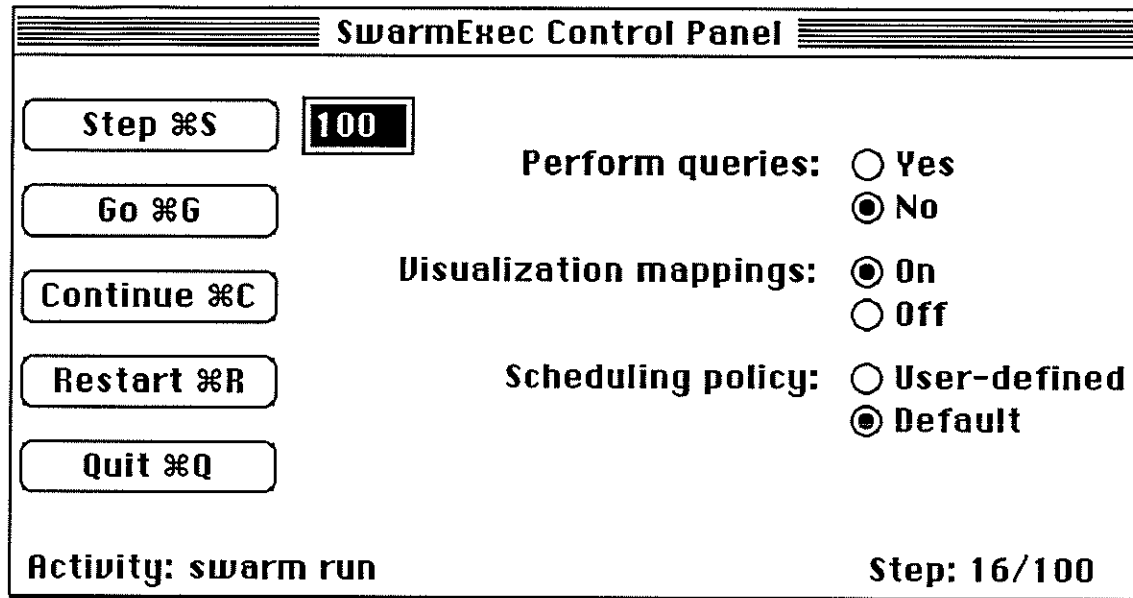 SwarmExec Control Panel
Step ⌘S
100
Perform queries:
Yes
No
Go ⌘G
Visualization mappings:
On
Off
Continue ⌘C
Restart ⌘R
Scheduling policy:
User-defined
Default
Quit ⌘Q
Activity: swarm run
Step: 16/100